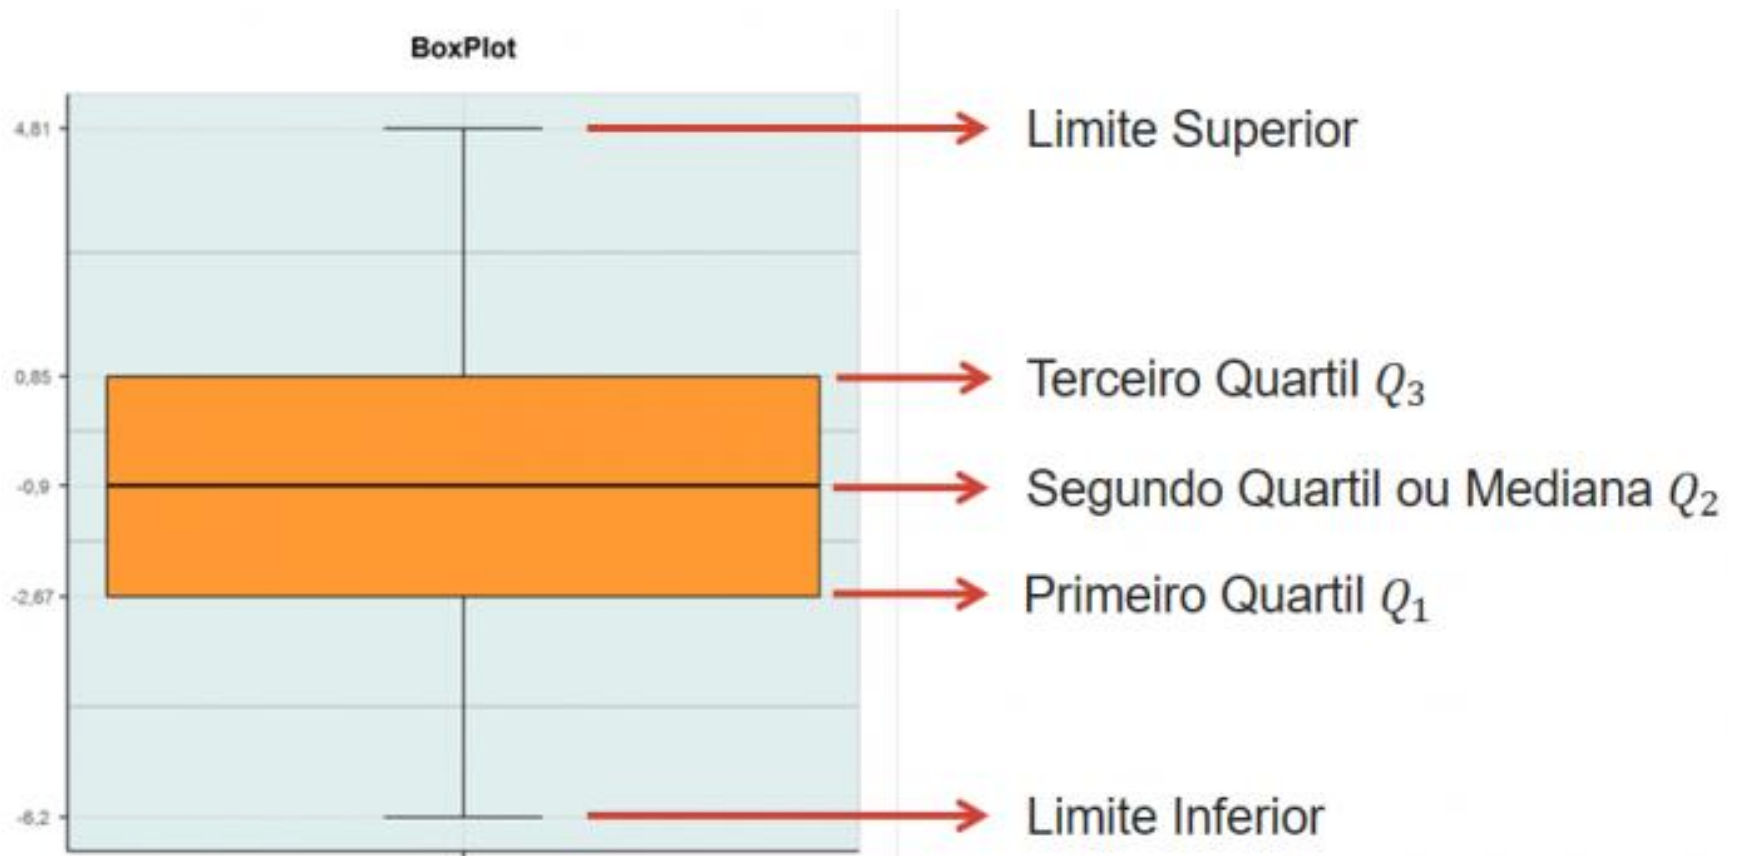 BoxPlot
4,81
Limite Superior
0,85
Terceiro Quartil Q₃
-0,9
Segundo Quartil ou Mediana Q₂
-2,67
Primeiro Quartil Q₁
-6,2
Limite Inferior